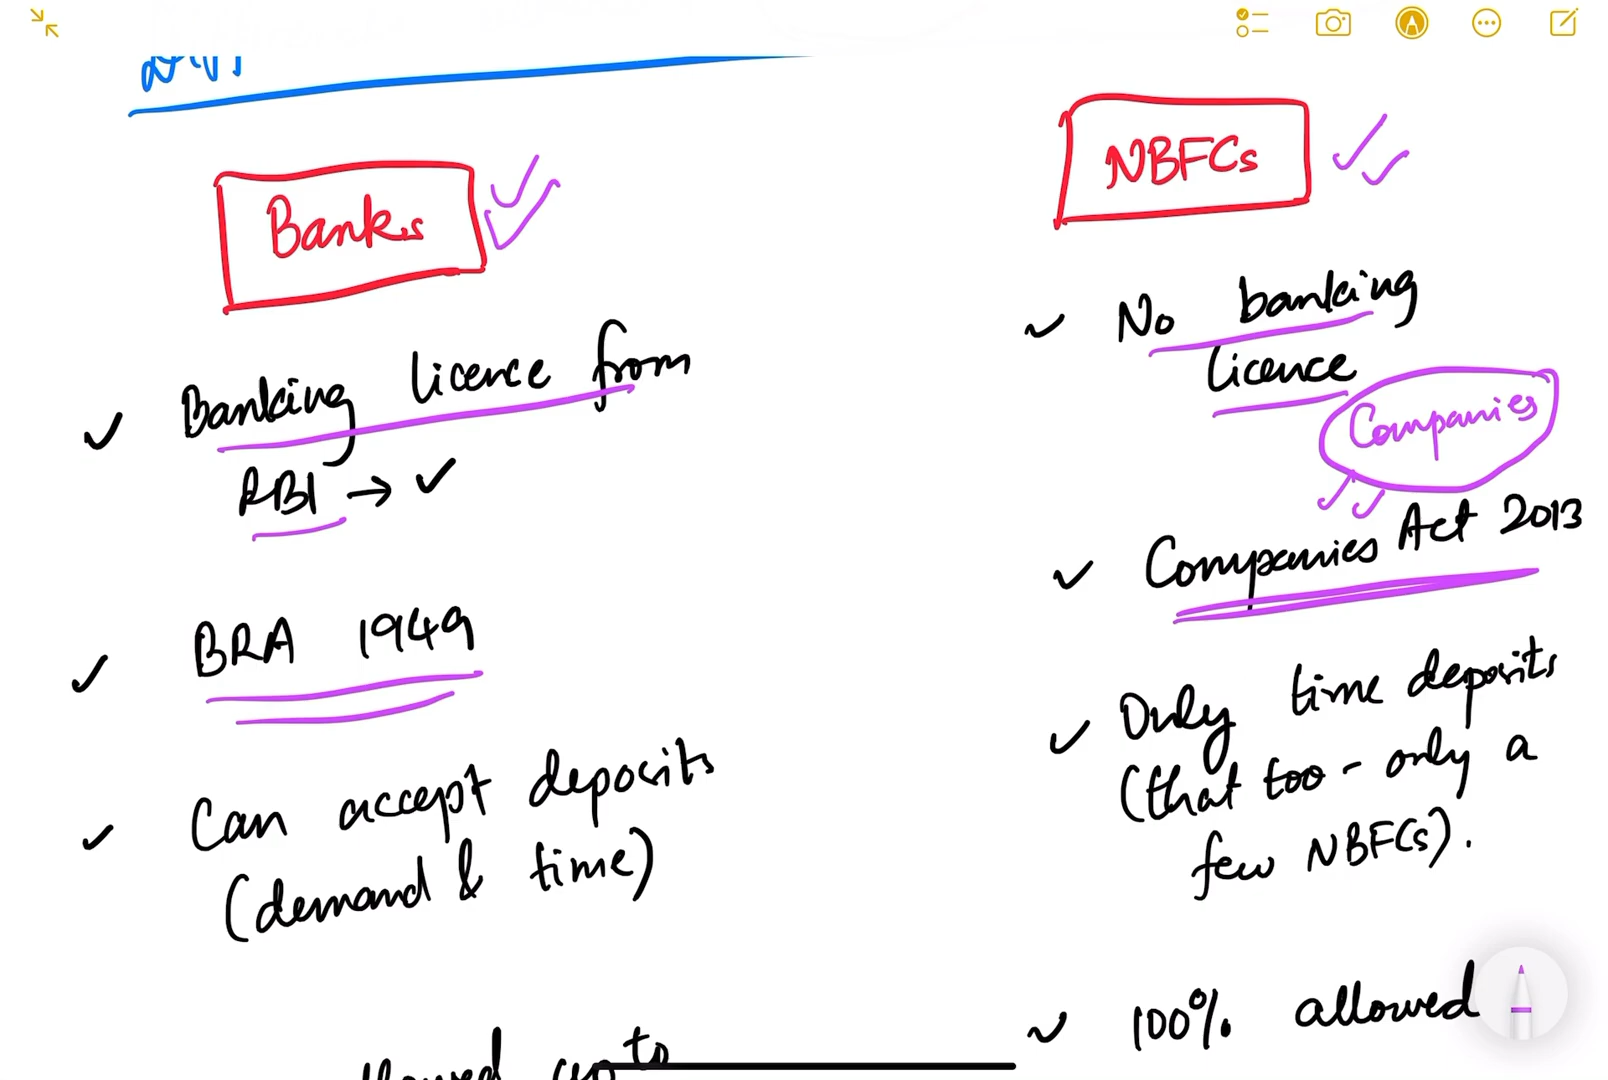 Banks
Banking licence from
RBI → ✓
BRA 1949
Can accept deposits
(demand & time)
upto
NBFCs
No banking
licence
Companies
Companies Act 2013
Only time deposits
(that too - only a
few NBFCs).
100% allowed